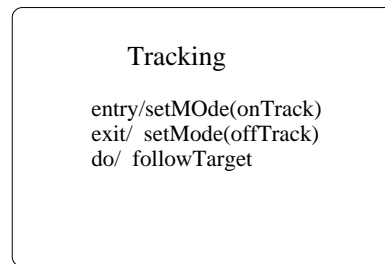 Tracking
entry/setMOde(onTrack)
exit/ setMode(offTrack)
do/ followTarget